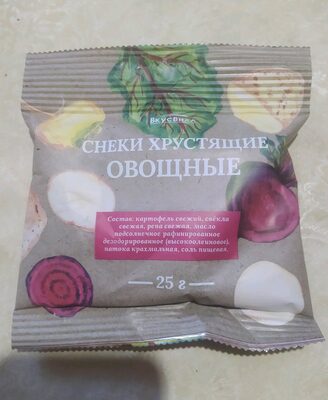 ВКУСВИЛЛ
СНЕКИ ХРУСТЯЩИЕ
ОВОЩНЫЕ
Состав: картофель свежий, свёкла
свежая, репа свежая, масло
подсолнечное рафинированное
дезодорированное (высокоолеиновое),
патока крахмальная, соль пищевая.
25 г